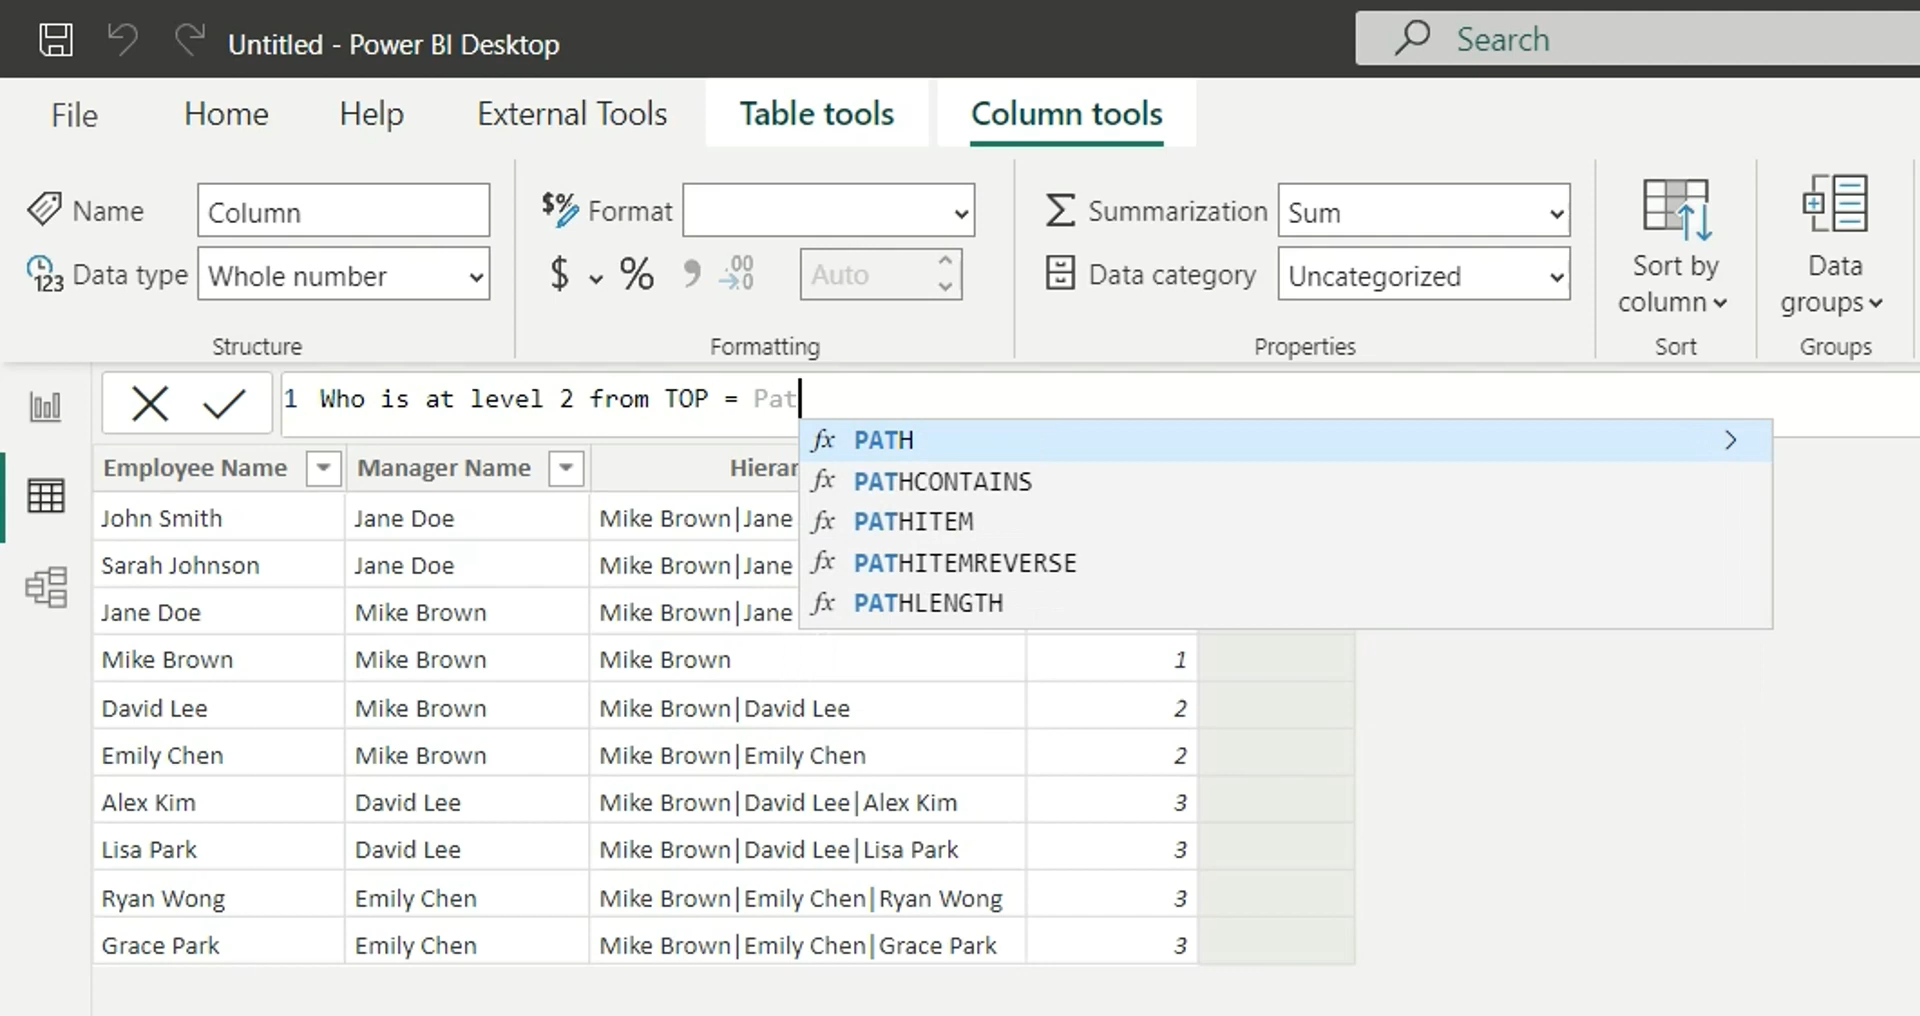 Untitled - Power BI Desktop
Search
File Home Help External Tools Table tools Column tools
Name Column
Data type Whole number
Structure
Format
$ % .00 →0 Auto
Formatting
Summarization Sum
Data category Uncategorized
Properties
Sort by
column
Sort
Data
groups
Groups
1 Who is at level 2 from TOP = Pat
PATH
PATHCONTAINS
PATHITEM
PATHITEMREVERSE
PATHLENGTH
Employee Name Manager Name Hierar
John Smith Jane Doe Mike Brown|Jane
Sarah Johnson Jane Doe Mike Brown|Jane
Jane Doe Mike Brown Mike Brown|Jane
Mike Brown Mike Brown Mike Brown 1
David Lee Mike Brown Mike Brown|David Lee 2
Emily Chen Mike Brown Mike Brown|Emily Chen 2
Alex Kim David Lee Mike Brown|David Lee|Alex Kim 3
Lisa Park David Lee Mike Brown|David Lee|Lisa Park 3
Ryan Wong Emily Chen Mike Brown|Emily Chen|Ryan Wong 3
Grace Park Emily Chen Mike Brown|Emily Chen|Grace Park 3